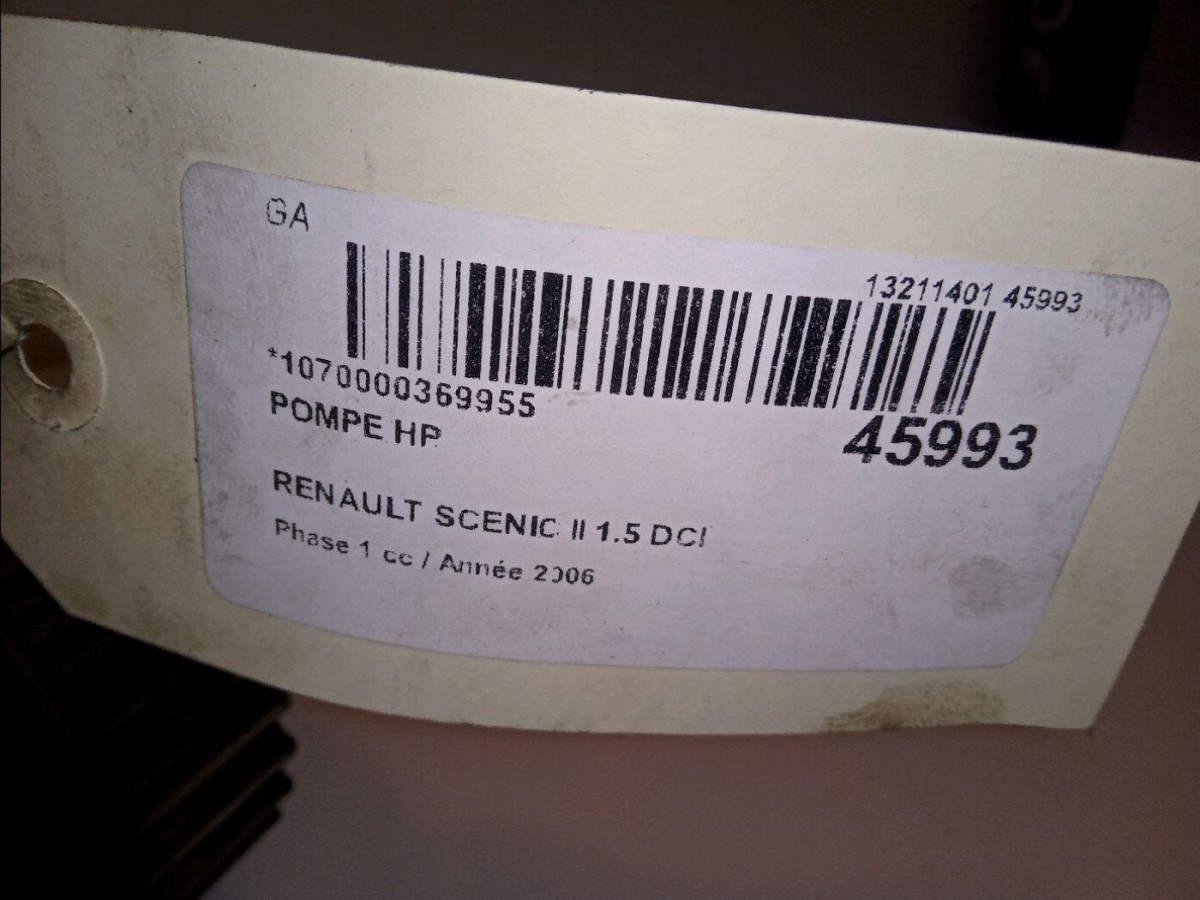 GA
13211401 45993
*1070000369955
45993
POMPE HP
RENAULT SCENIC II 1.5 DCI
Phase 1 cc / Année 2006